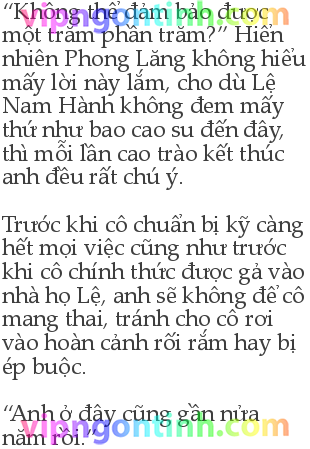 “Không thể đảm bảo được
một trăm phần trăm?” Hiển
nhiên Phong Lăng không hiểu
mấy lời này lắm, cho dù Lệ
Nam Hành không đem mấy
thứ như bao cao su đến đây,
thì mỗi lần cao trào kết thúc
anh đều rất chú ý.
Trước khi cô chuẩn bị kỹ càng
hết mọi việc cũng như trước
khi cô chính thức được gả vào
nhà họ Lệ, anh sẽ không để cô
mang thai, tránh cho cô rơi
vào hoàn cảnh rối rắm hay bị
ép buộc.
“Anh ở đây cũng gần nửa
năm rồi.”
vipngontinh.com
vipngontinh.com